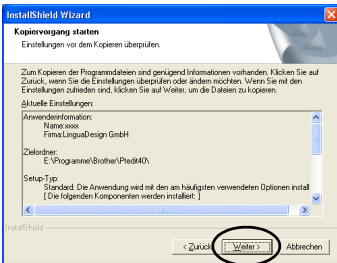 InstallShield Wizard
Kopiervorgang starten
Einstellungen vor dem Kopieren überprüfen.
Zum Kopieren der Programmdateien sind genügend Informationen vorhanden. Klicken Sie auf
Zurück, wenn Sie die Einstellungen überprüfen oder ändern möchten. Wenn Sie mit den
Einstellungen zufrieden sind, klicken Sie auf Weiter, um die Dateien zu kopieren.
Aktuelle Einstellungen:
Anwenderinformation:
Name:xxxx
Firma:LinguaDesign GmbH
Zielordner:
E:\Programme\Brother\Ptedit40\
Setup-Typ:
Standard: Die Anwendung wird mit den am häufigsten verwendeten Optionen install
[ Die folgenden Komponenten werden installiert: ]
InstallShield
< Zurück
Weiter >
Abbrechen